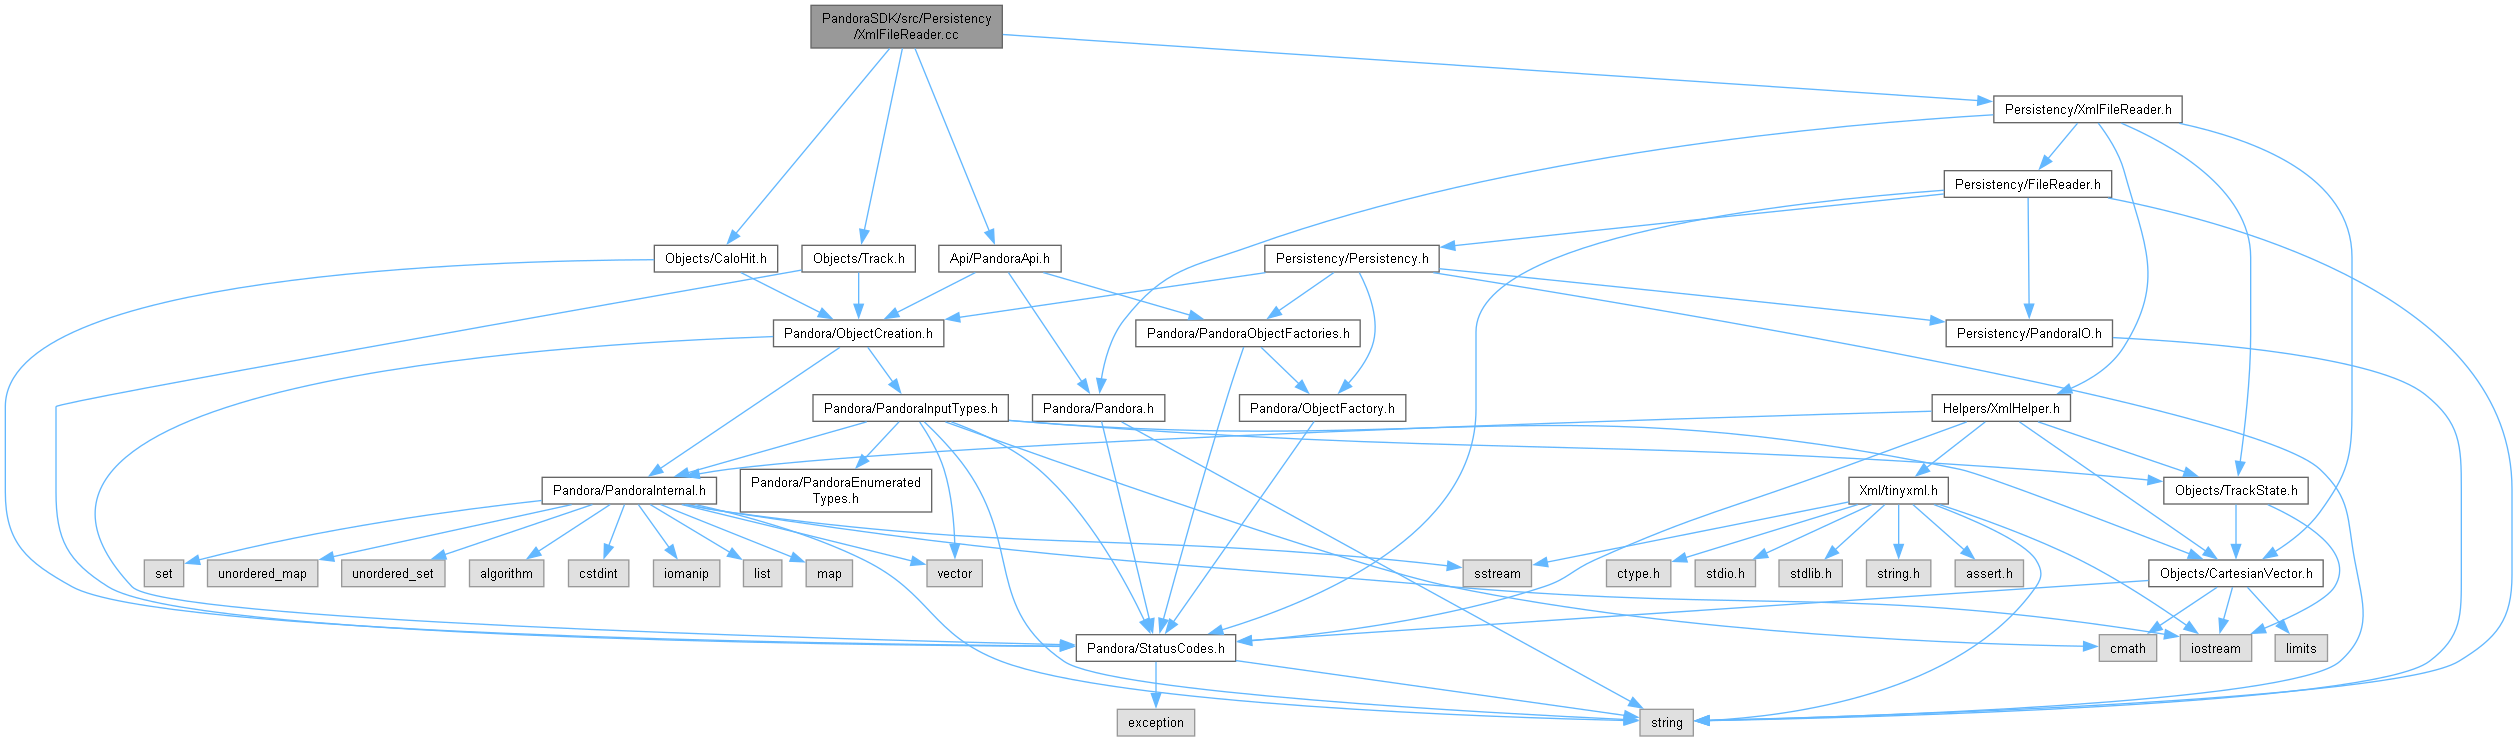 PandoraSDK/src/Persistency
/XmlFileReader.cc
Persistency/XmlFileReader.h
Persistency/FileReader.h
Objects/CaloHit.h
Objects/Track.h
Api/PandoraApi.h
Persistency/Persistency.h
Pandora/ObjectCreation.h
Pandora/PandoraObjectFactories.h
Persistency/PandoraIO.h
Pandora/PandoraInputTypes.h
Pandora/Pandora.h
Pandora/ObjectFactory.h
Helpers/XmlHelper.h
Pandora/PandoraInternal.h
Pandora/PandoraEnumerated
Types.h
Xml/tinyxml.h
Objects/TrackState.h
set
unordered_map
unordered_set
algorithm
cstdint
iomanip
list
map
vector
sstream
ctype.h
stdio.h
stdlib.h
string.h
assert.h
Objects/CartesianVector.h
Pandora/StatusCodes.h
cmath
iostream
limits
exception
string